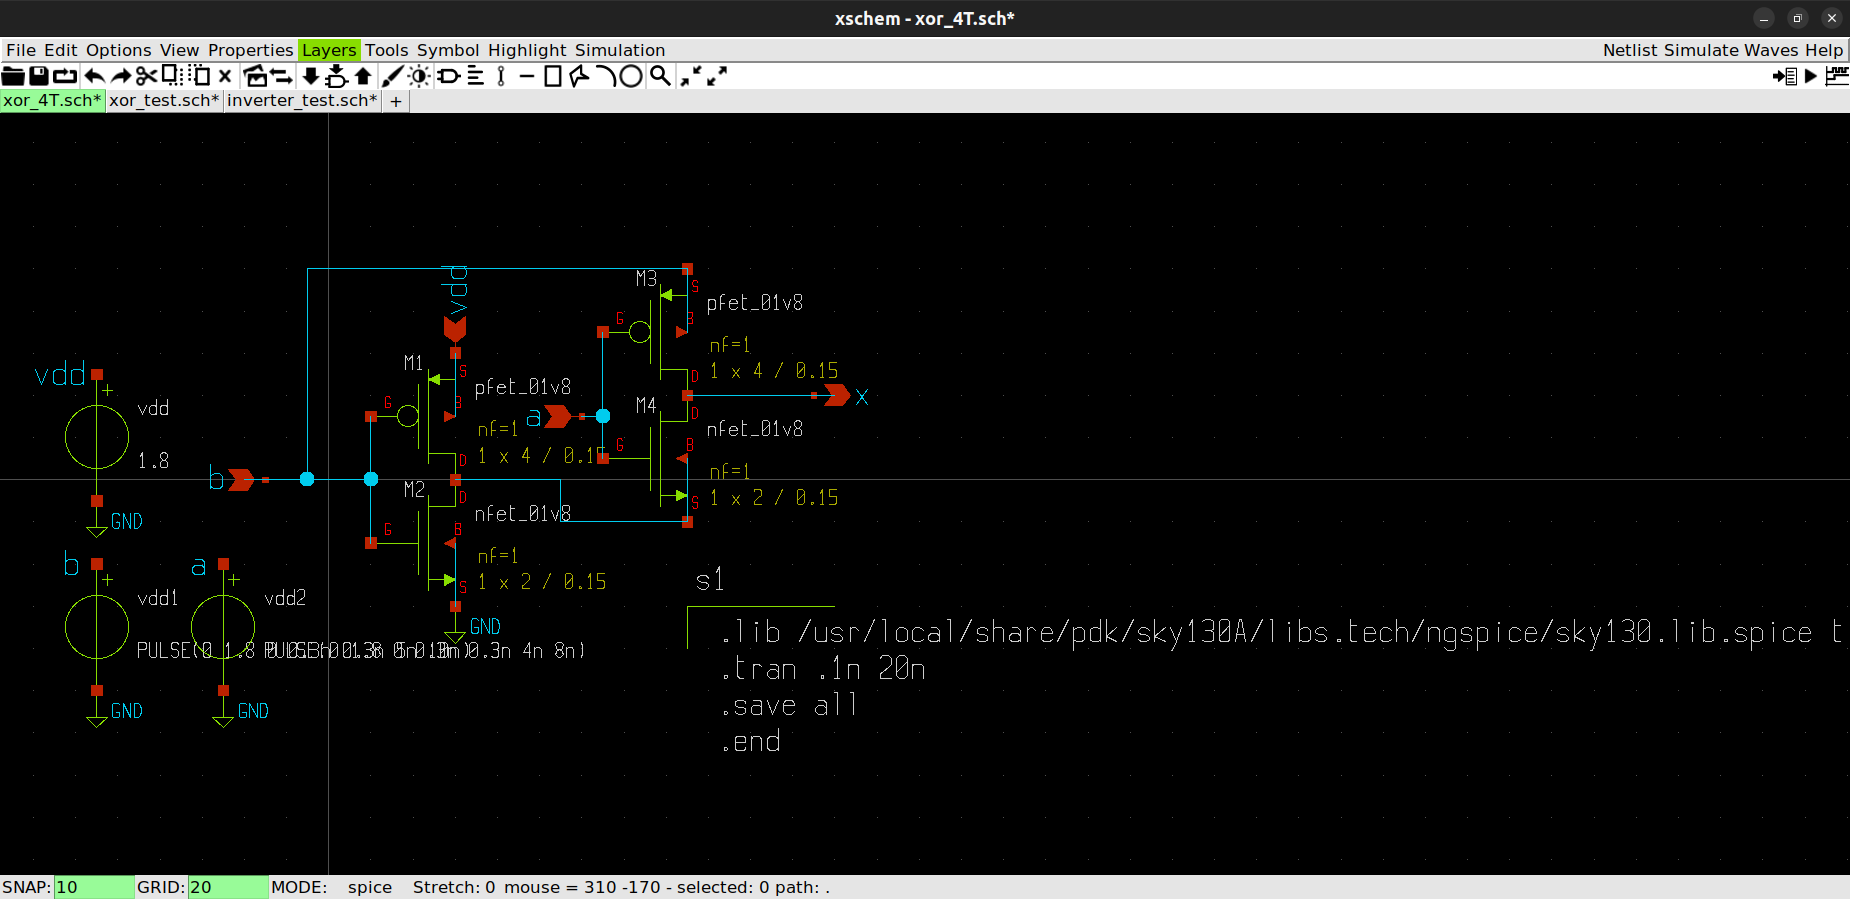 xschem - xor_4T.sch*
File Edit Options View Properties Layers Tools Symbol Highlight Simulation Netlist Simulate Waves Help
xor_4T.sch* xor_test.sch* inverter_test.sch* +
vdd
M3
S
pfet_01v8
G
B
nf=1
1 x 4 / 0.15
D
M1
S
pfet_01v8
G
B
nf=1
1 x 4 / 0.15
D
vdd
+
vdd
1.8
GND
a
x
M4
D
nfet_01v8
G
B
nf=1
1 x 2 / 0.15
S
b
M2
D
nfet_01v8
G
B
nf=1
1 x 2 / 0.15
S
GND
b
+
vdd1
PULSE(0 1.8
GND
a
+
vdd2
0.3n 4n 8n)
GND
s1
.lib /usr/local/share/pdk/sky130A/libs.tech/ngspice/sky130.lib.spice t
.tran .1n 20n
.save all
.end
SNAP: 10 GRID: 20 MODE: spice Stretch: 0 mouse = 310 -170 - selected: 0 path: .